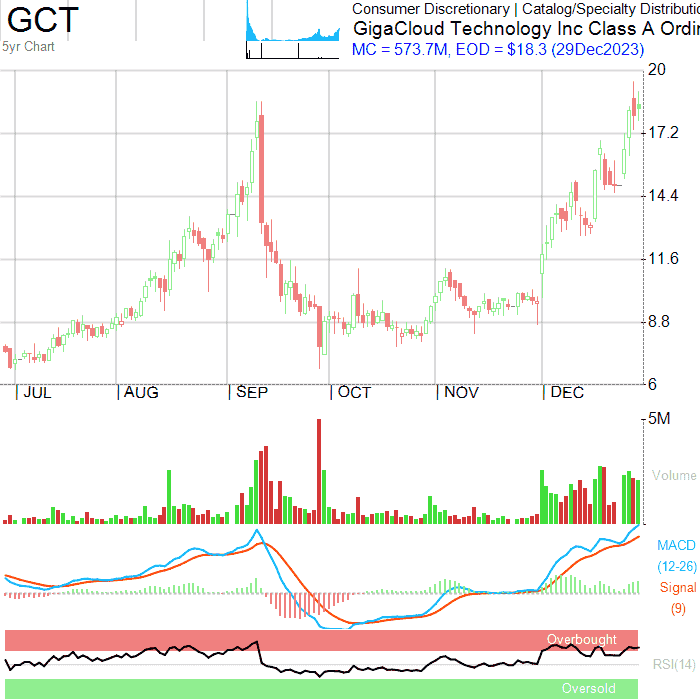 GCT
5yr Chart
Consumer Discretionary | Catalog/Specialty Distributio
GigaCloud Technology Inc Class A Ordin
MC = 573.7M, EOD = $18.3 (29Dec2023)
20
17.2
14.4
11.6
8.8
6
JUL AUG SEP OCT NOV DEC
5M
Volume
MACD
(12-26)
Signal
(9)
Overbought
RSI(14)
Oversold